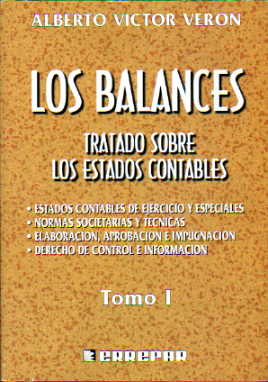 ALBERTO VICTOR VERON
LOS BALANCES
TRATADO SOBRE
LOS ESTADOS CONTABLES
• ESTADOS CONTABLES DE EJERCICIO Y ESPECIALES
• NORMAS SOCIETARIAS Y TECNICAS
• ELABORACION, APROBACION E IMPUGNACION
• DERECHO DE CONTROL E INFORMACION
Tomo I
ERREPAR